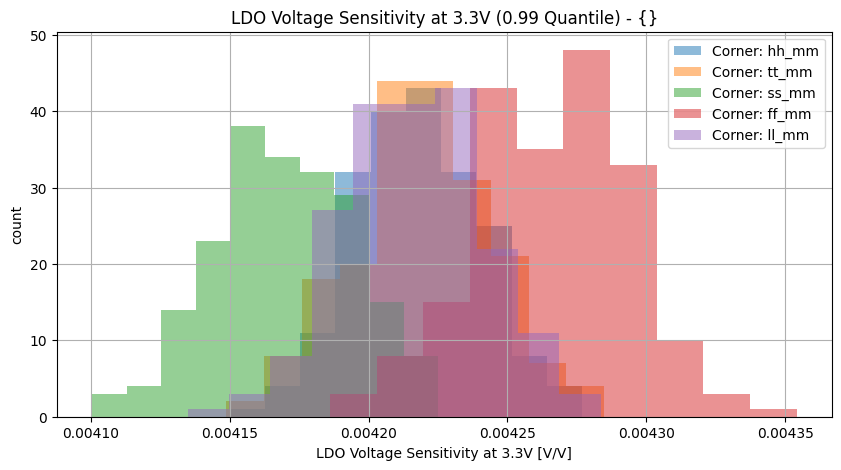 LDO Voltage Sensitivity at 3.3V (0.99 Quantile) - {}
Corner: hh_mm
Corner: tt_mm
Corner: ss_mm
Corner: ff_mm
Corner: ll_mm
count
50
40
30
20
10
0
0.00410 0.00415 0.00420 0.00425 0.00430 0.00435
LDO Voltage Sensitivity at 3.3V [V/V]